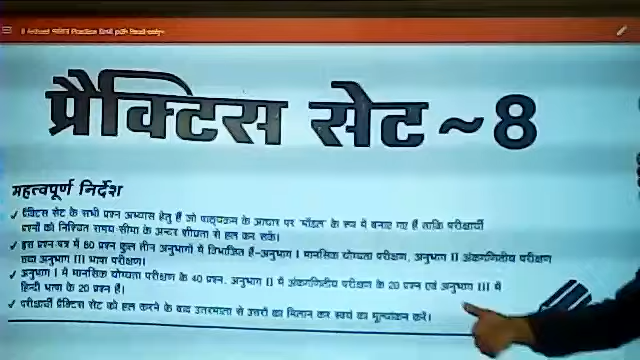 प्रैक्टिस सेट ~ 8
महत्वपूर्ण निर्देश
✓ प्रैक्टिस सेट के सभी प्रश्न अभ्यास हेतु हैं जो पाठ्यक्रम के आधार पर 'मॉडल' के रूप में बनाए गए हैं ताकि परीक्षार्थी
प्रश्नों को निश्चित समय-सीमा के अन्दर शीघ्रता से हल कर सकें।
✓ इस प्रश्न-पत्र में 80 प्रश्न कुल तीन अनुभागों में विभाजित हैं-अनुभाग I मानसिक योग्यता परीक्षण, अनुभाग II अंकगणितीय परीक्षण
तथा अनुभाग III भाषा परीक्षण।
✓ अनुभाग I में मानसिक योग्यता परीक्षण के 40 प्रश्न, अनुभाग II में अंकगणितीय परीक्षण के 20 प्रश्न एवं अनुभाग III में
हिन्दी भाषा के 20 प्रश्न हैं।
✓ परीक्षार्थी प्रैक्टिस सेट को हल करने के बाद उत्तरमाला से उत्तरों का मिलान कर स्वयं का मूल्यांकन करें।